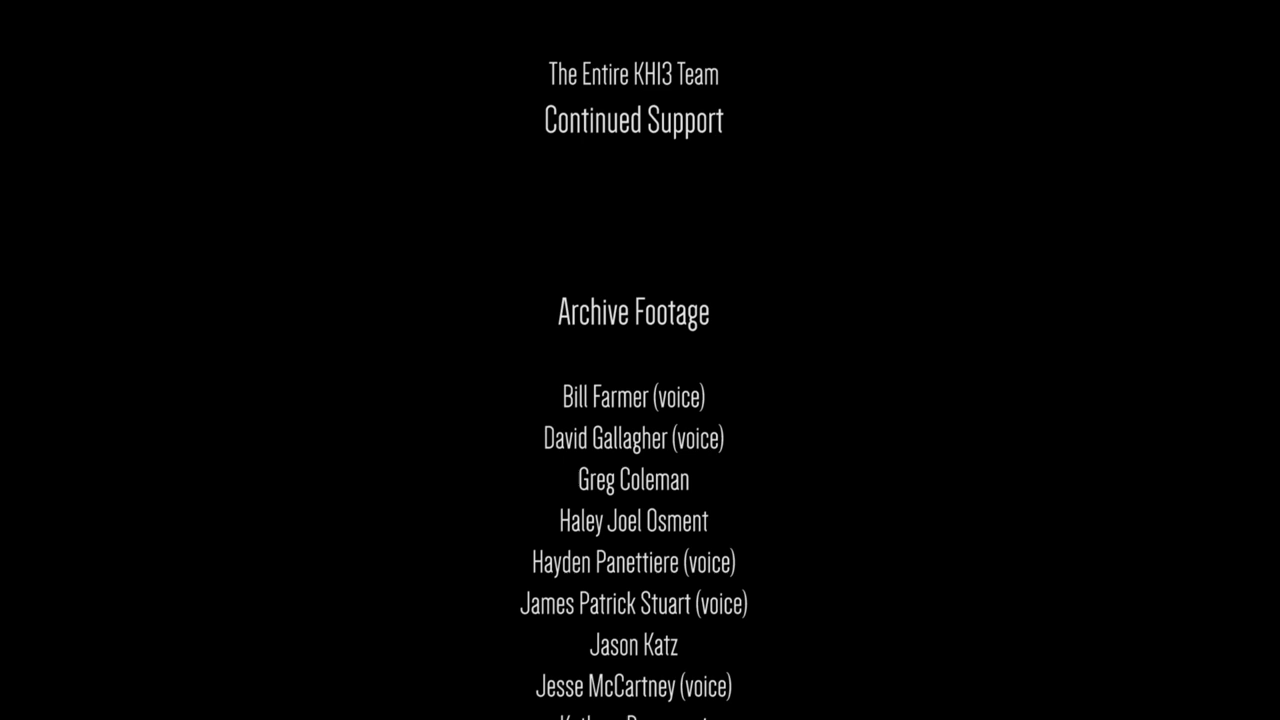 The Entire KH13 Team
Continued Support
Archive Footage
Bill Farmer (voice)
David Gallagher (voice)
Greg Coleman
Haley Joel Osment
Hayden Panettiere (voice)
James Patrick Stuart (voice)
Jason Katz
Jesse McCartney (voice)